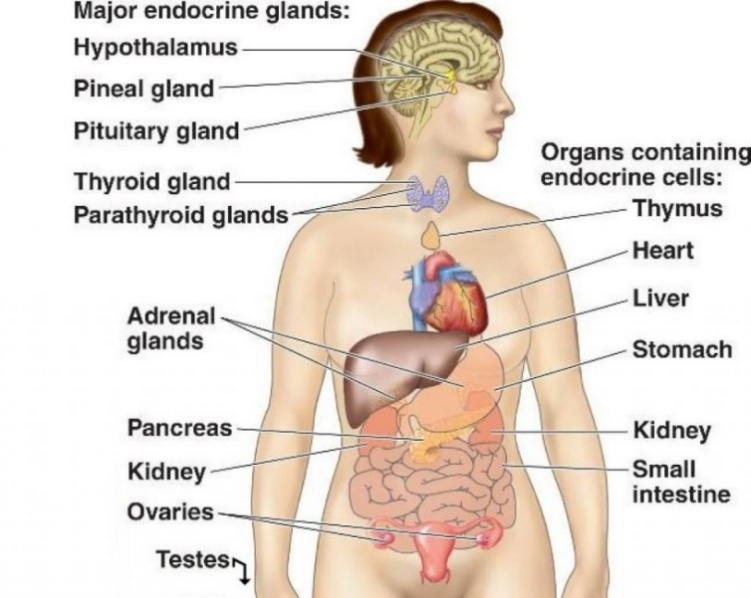 Major endocrine glands:
Hypothalamus
Pineal gland
Pituitary gland
Thyroid gland
Parathyroid glands
Adrenal
glands
Pancreas
Kidney
Ovaries
Testes
Organs containing
endocrine cells:
Thymus
Heart
Liver
Stomach
Kidney
Small
intestine